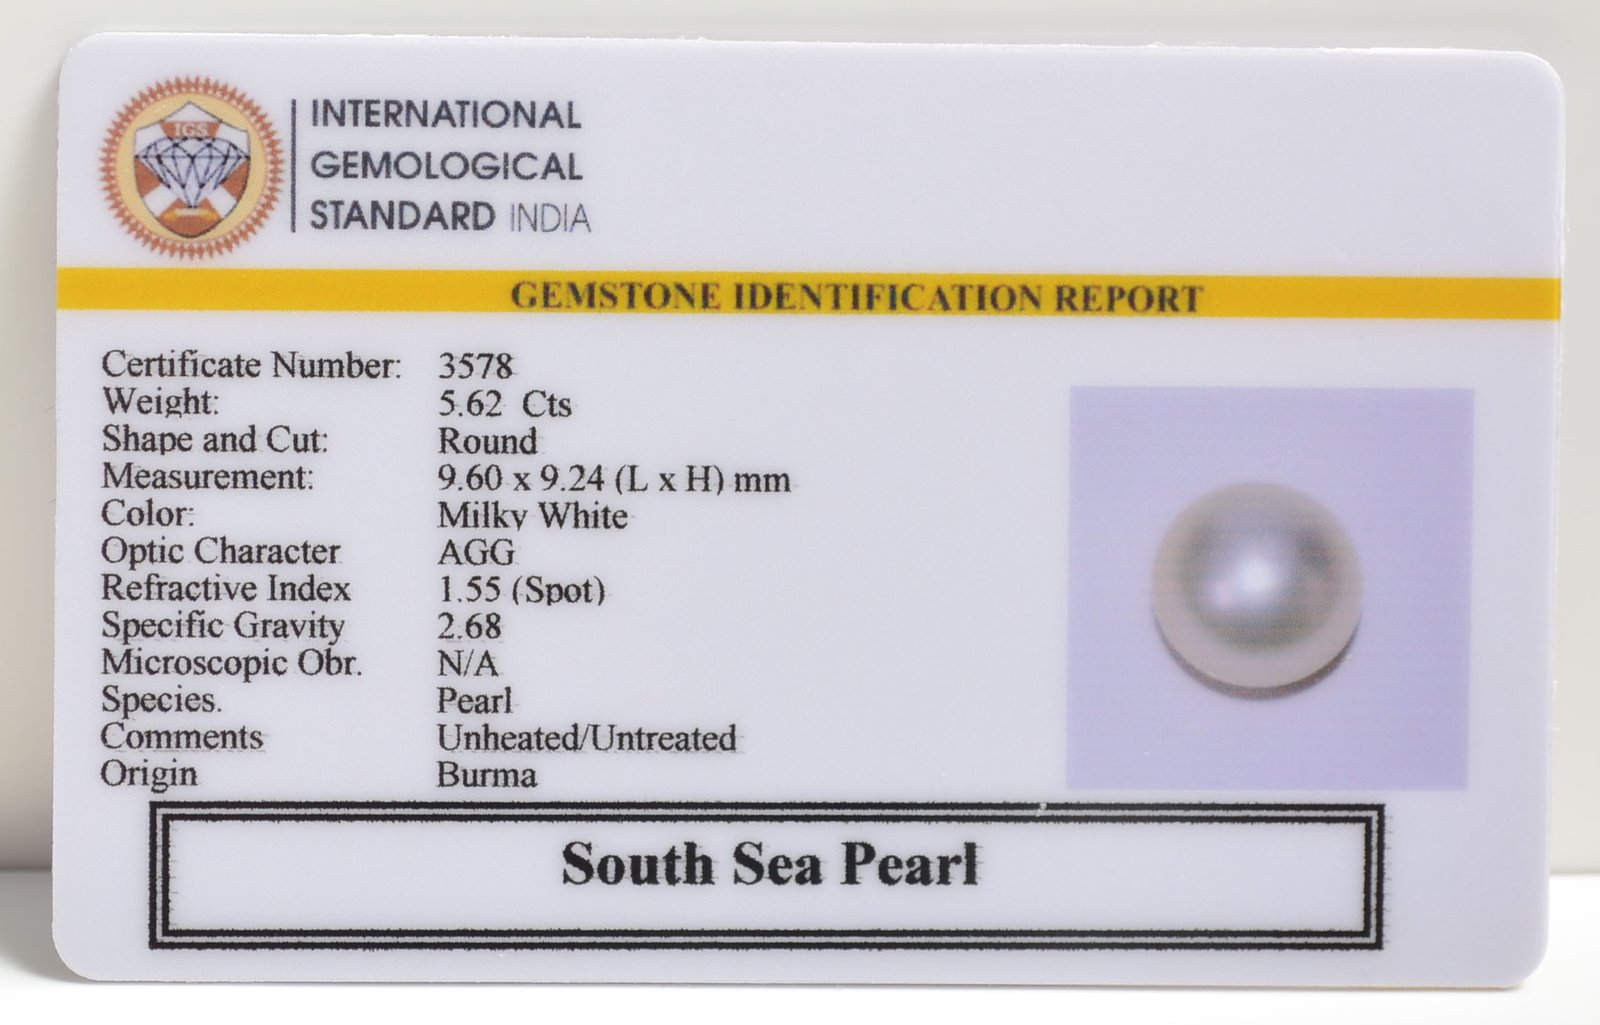 IGS
INTERNATIONAL
GEMOLOGICAL
STANDARD INDIA
GEMSTONE IDENTIFICATION REPORT
Certificate Number: 3578
Weight: 5.62 Cts
Shape and Cut: Round
Measurement: 9.60 x 9.24 (L x H) mm
Color: Milky White
Optic Character AGG
Refractive Index 1.55 (Spot)
Specific Gravity 2.68
Microscopic Obr. N/A
Species. Pearl
Comments Unheated/Untreated
Origin Burma
South Sea Pearl